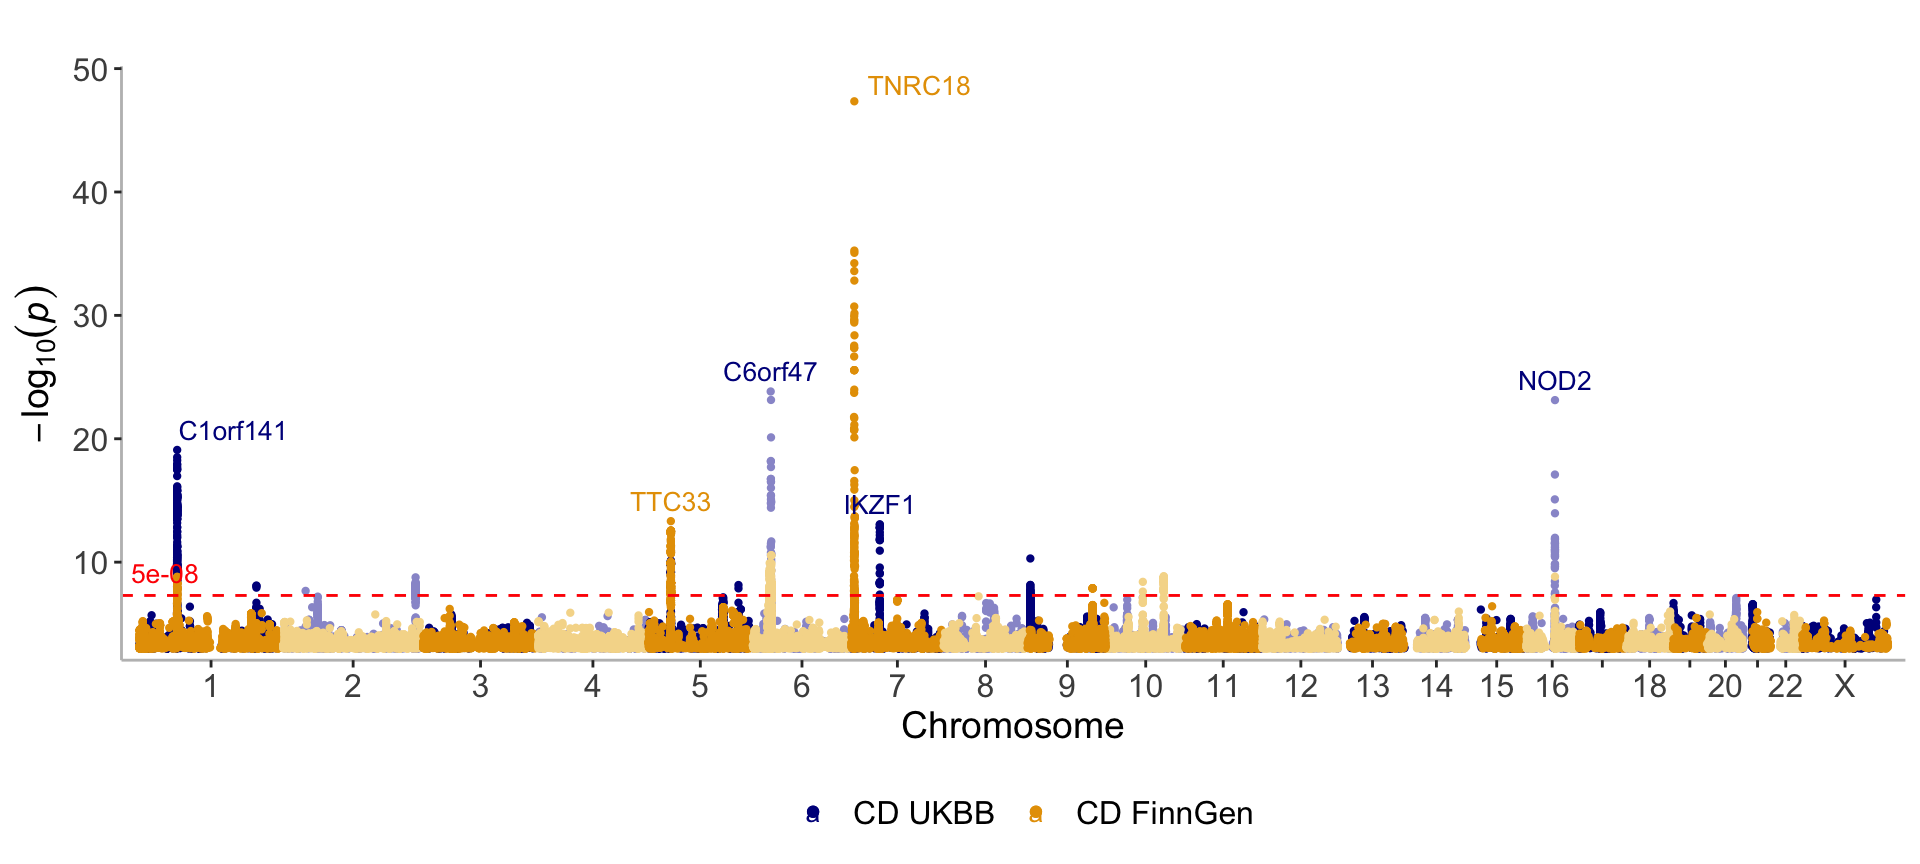 50
TNRC18
40
30
C6orf47
NOD2
C1orf141
20
TTC33
IKZF1
10
5e-08
−log10(p)
1 2 3 4 5 6 7 8 9 10 11 12 13 14 15 16 18 20 22 X
Chromosome
a CD UKBB a CD FinnGen